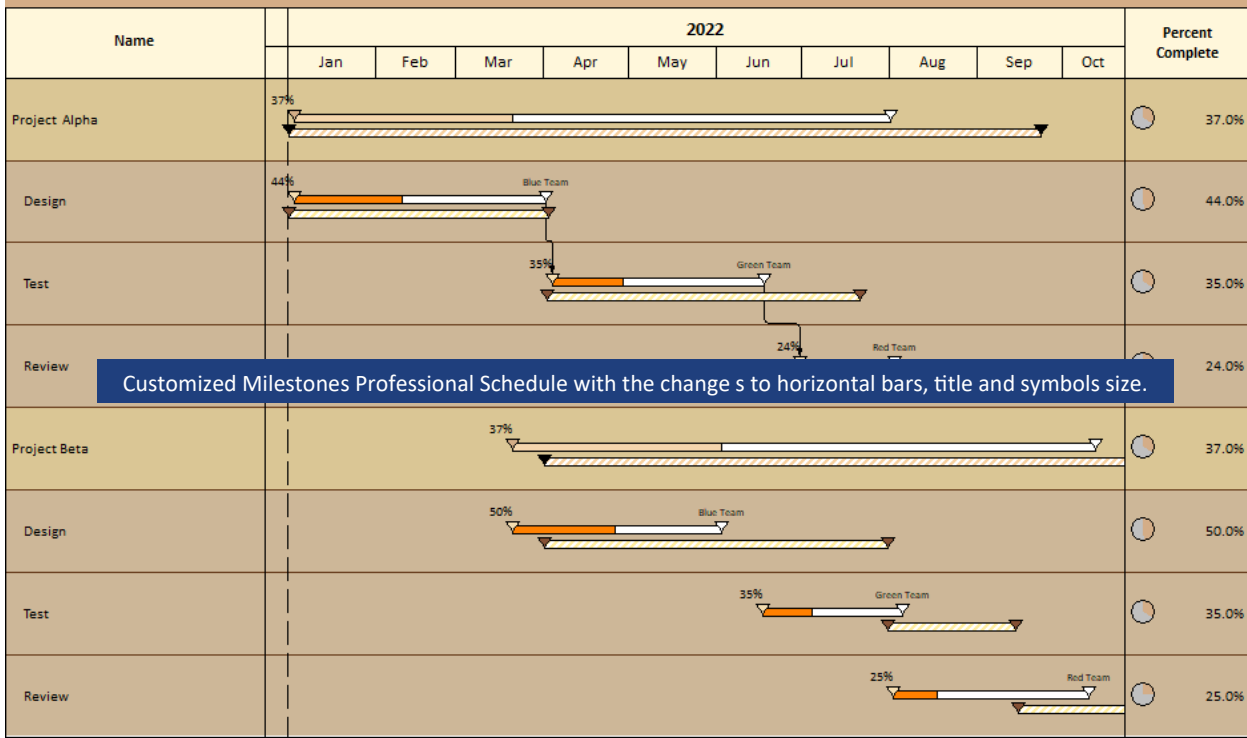 Name
2022
Percent
Complete
Jan Feb Mar Apr May Jun Jul Aug Sep Oct
37%
Project Alpha
37.0%
44%
Blue Team
Design
44.0%
35%
Green Team
Test
35.0%
24%
Red Team
Review
24.0%
Customized Milestones Professional Schedule with the change s to horizontal bars, title and symbols size.
37%
Project Beta
37.0%
50%
Blue Team
Design
50.0%
35%
Green Team
Test
35.0%
25%
Red Team
Review
25.0%